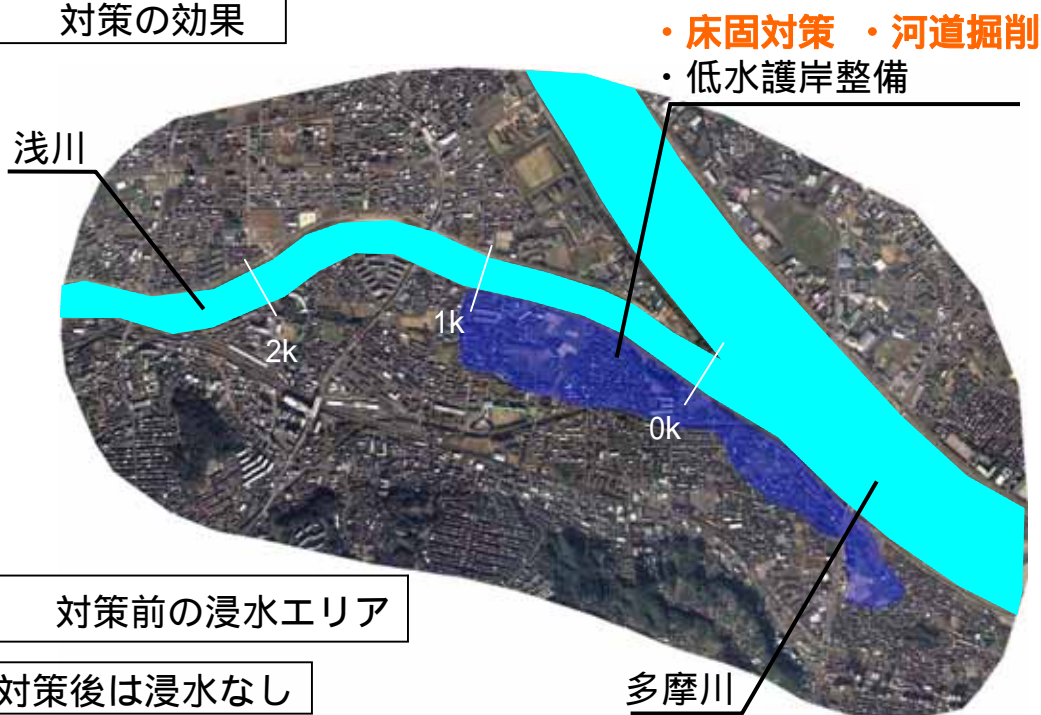 対策の効果
・床固対策 ・河道掘削
・低水護岸整備
浅川
2k
1k
0k
対策前の浸水エリア
対策後は浸水なし
多摩川